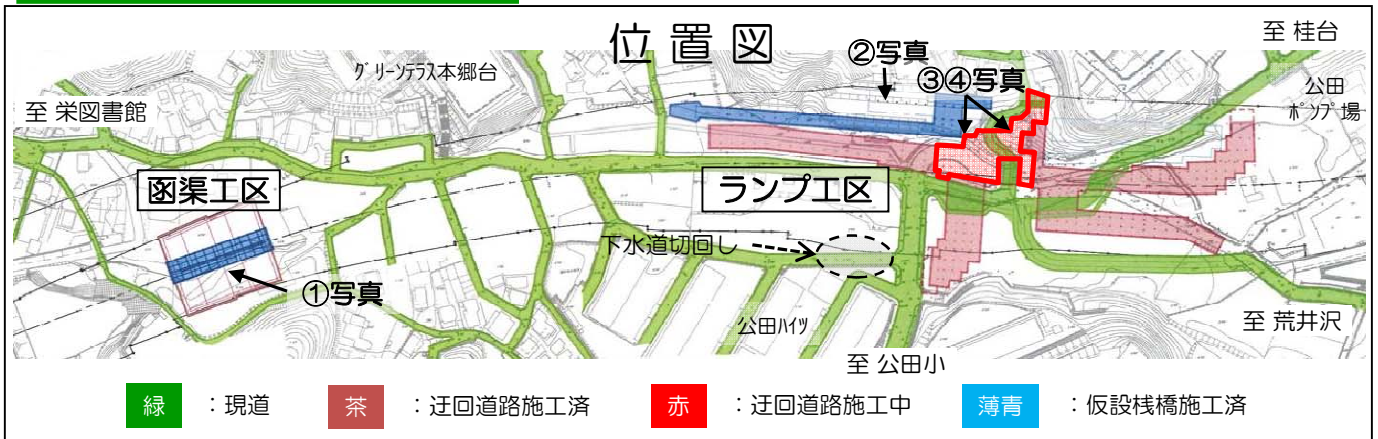 位置図
至 桂台
②写真
③④写真
グリーンテラス本郷台
公田
ポンプ場
至 栄図書館
函渠工区
ランプ工区
下水道切回し
①写真
公田ハイツ
至 荒井沢
至 公田小
緑 :現道
茶 :迂回道路施工済
赤 :迂回道路施工中
薄青 :仮設桟橋施工済